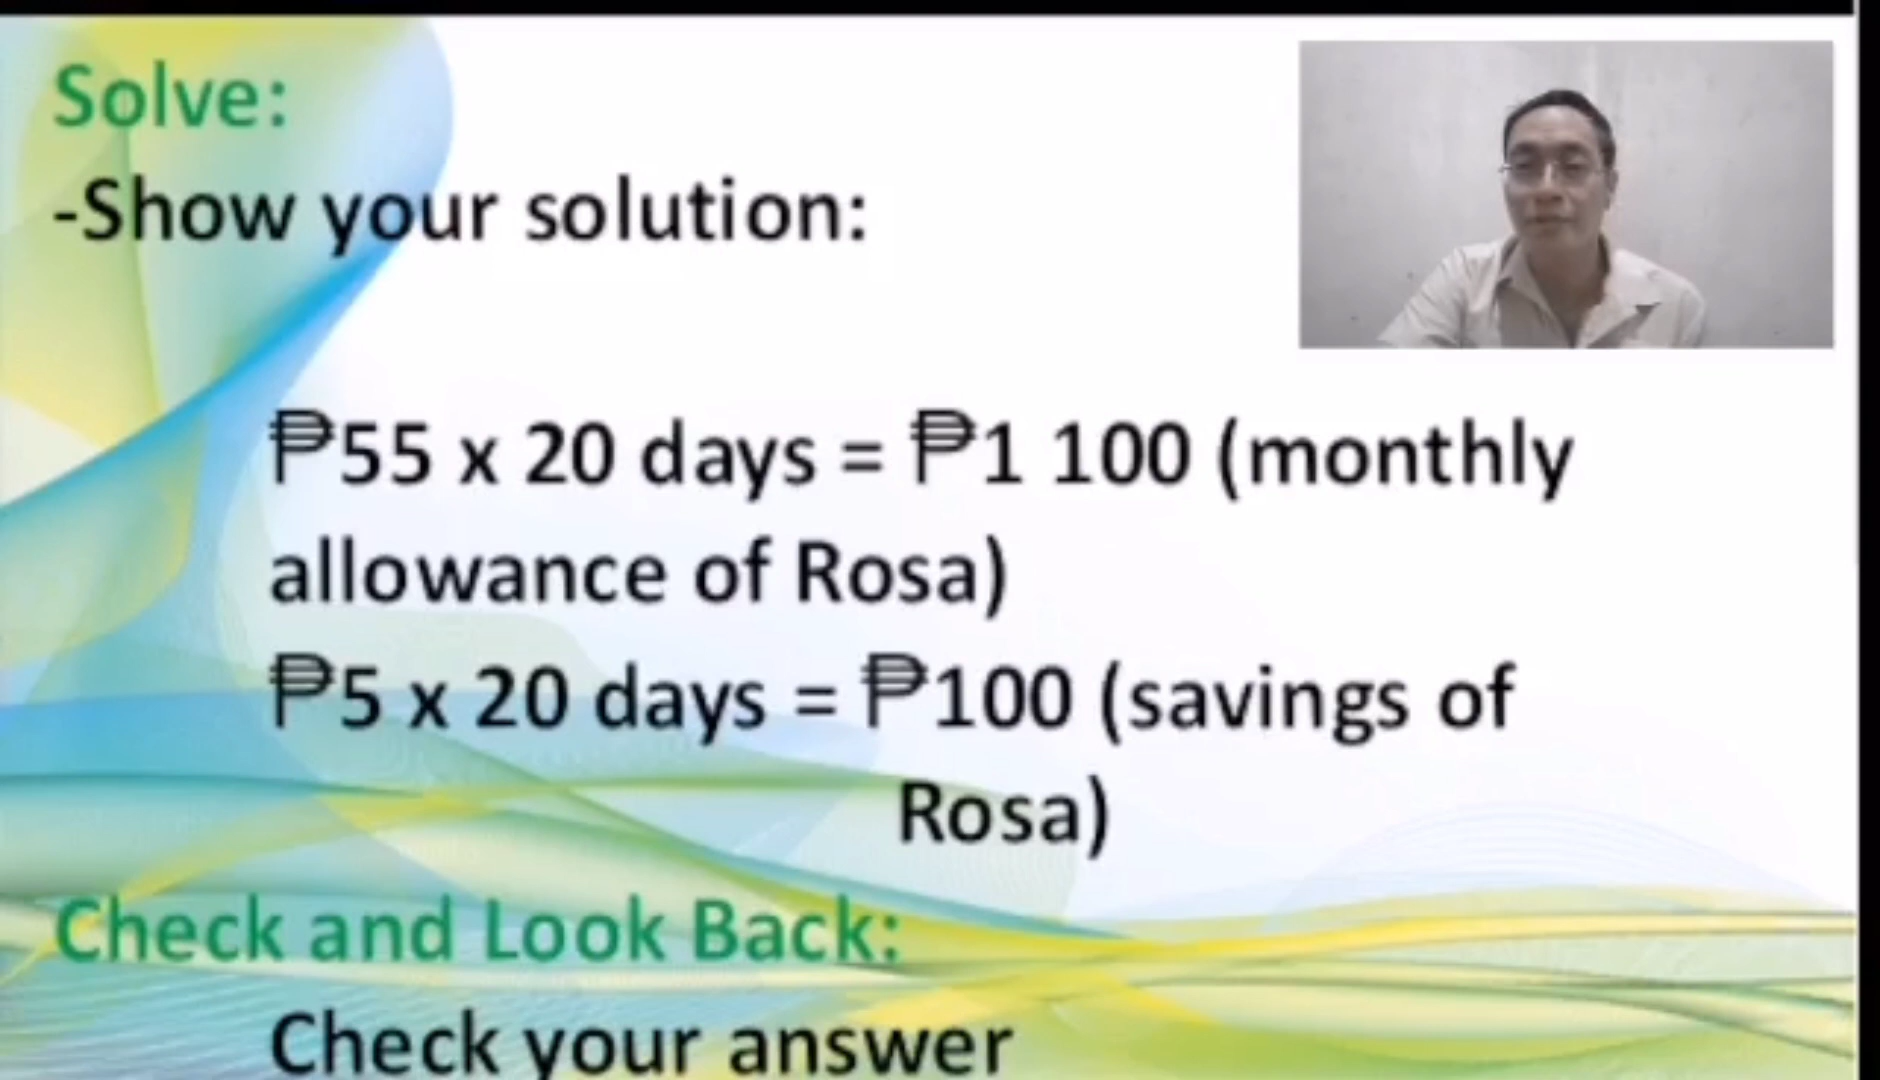 Solve:
-Show your solution:
₱55 x 20 days = ₱1 100 (monthly
allowance of Rosa)
₱5 x 20 days = ₱100 (savings of
Rosa)
Check and Look Back:
Check your answer